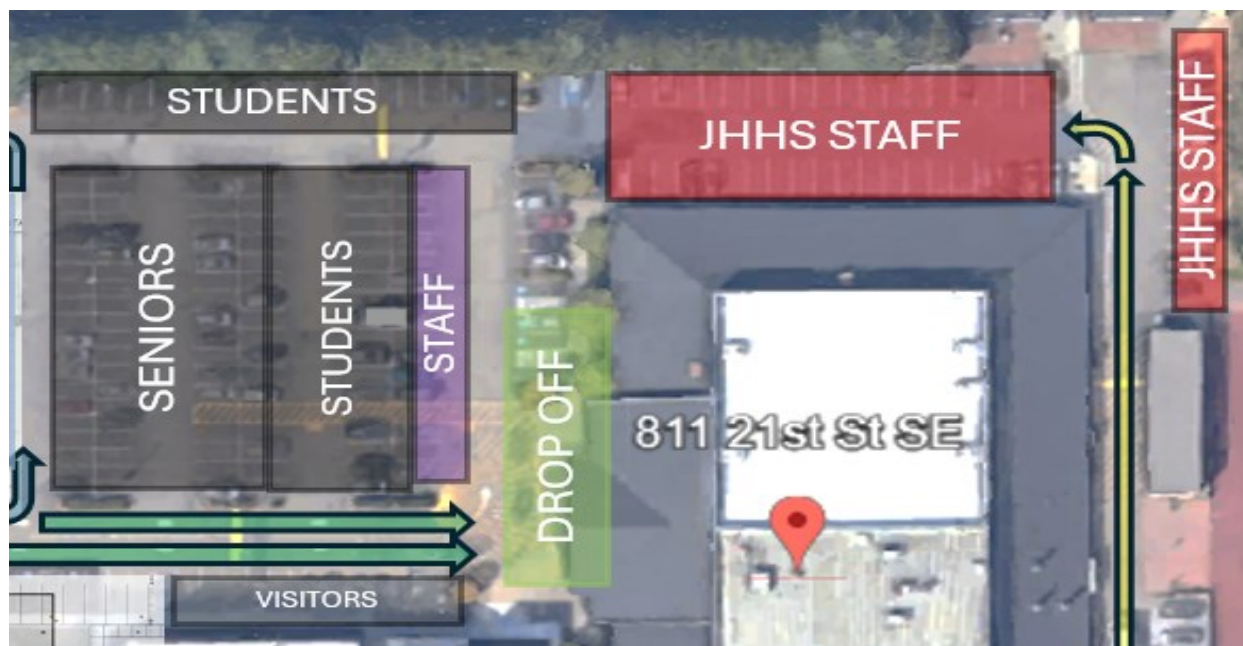 STUDENTS
JHHS STAFF
JHHS STAFF
SENIORS
STUDENTS
STAFF
DROP OFF
811 21st St SE
VISITORS